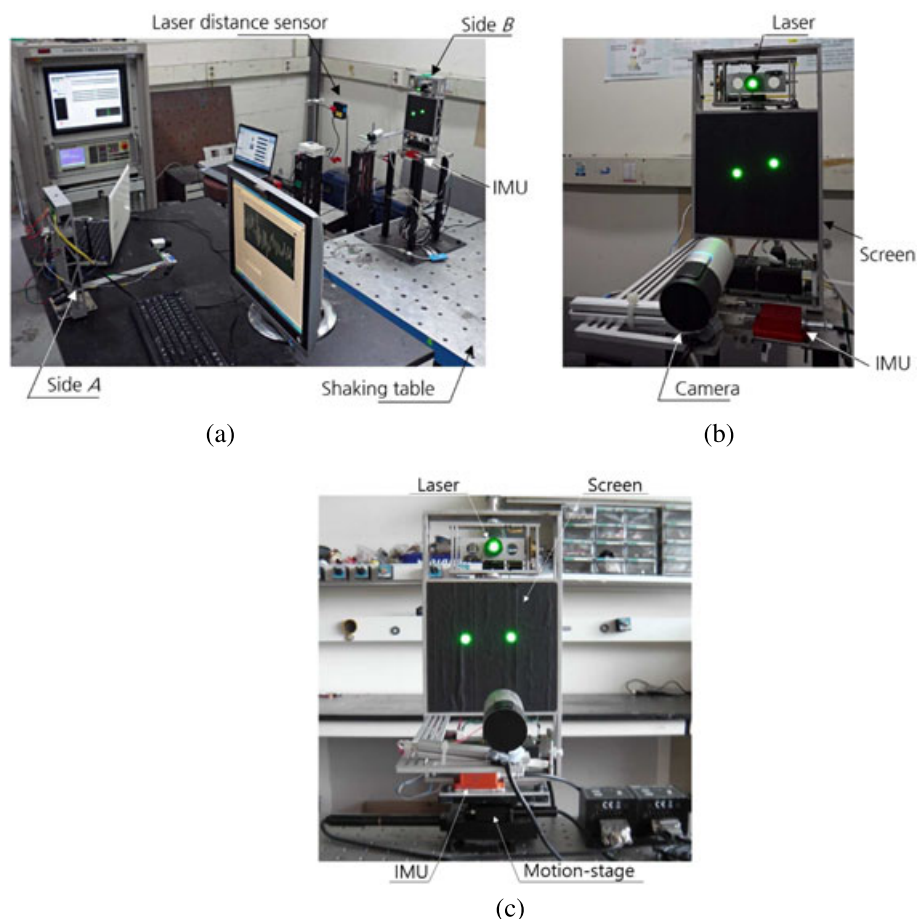 Laser distance sensor
Side B
IMU
Side A
Shaking table
(a)
Laser
Screen
IMU
Camera
(b)
Laser
Screen
IMU
Motion-stage
(c)